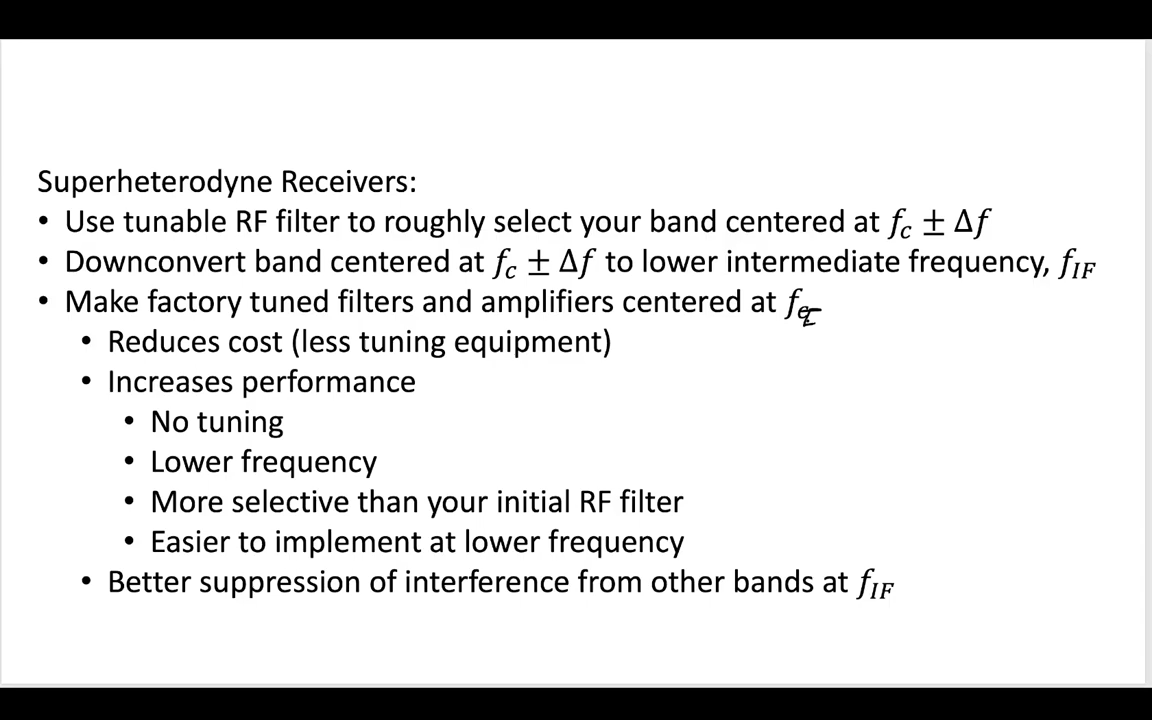 Superheterodyne Receivers:
• Use tunable RF filter to roughly select your band centered at f_c ± Δf
• Downconvert band centered at f_c ± Δf to lower intermediate frequency, f_IF
• Make factory tuned filters and amplifiers centered at f
• Reduces cost (less tuning equipment)
• Increases performance
• No tuning
• Lower frequency
• More selective than your initial RF filter
• Easier to implement at lower frequency
• Better suppression of interference from other bands at f_IF